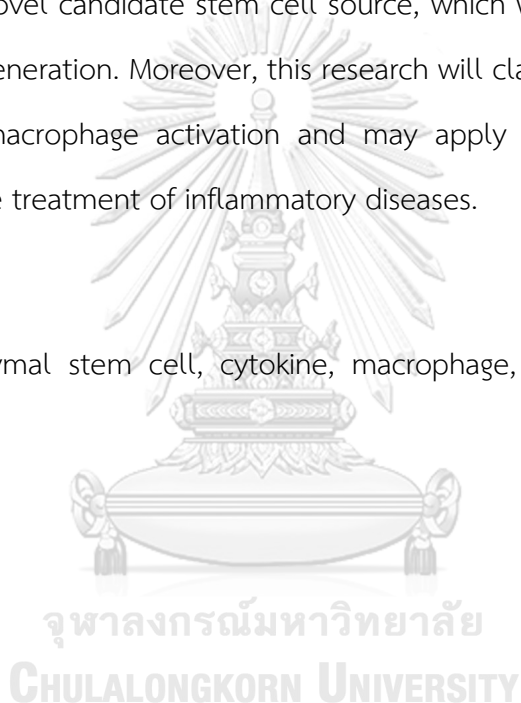 ovel candidate stem cell source, which w
eneration. Moreover, this research will cla
nacrophage activation and may apply
e treatment of inflammatory diseases.
ymal stem cell, cytokine, macrophage,
จุฬาลงกรณ์มหาวิทยาลัย
CHULALONGKORN UNIVERSITY